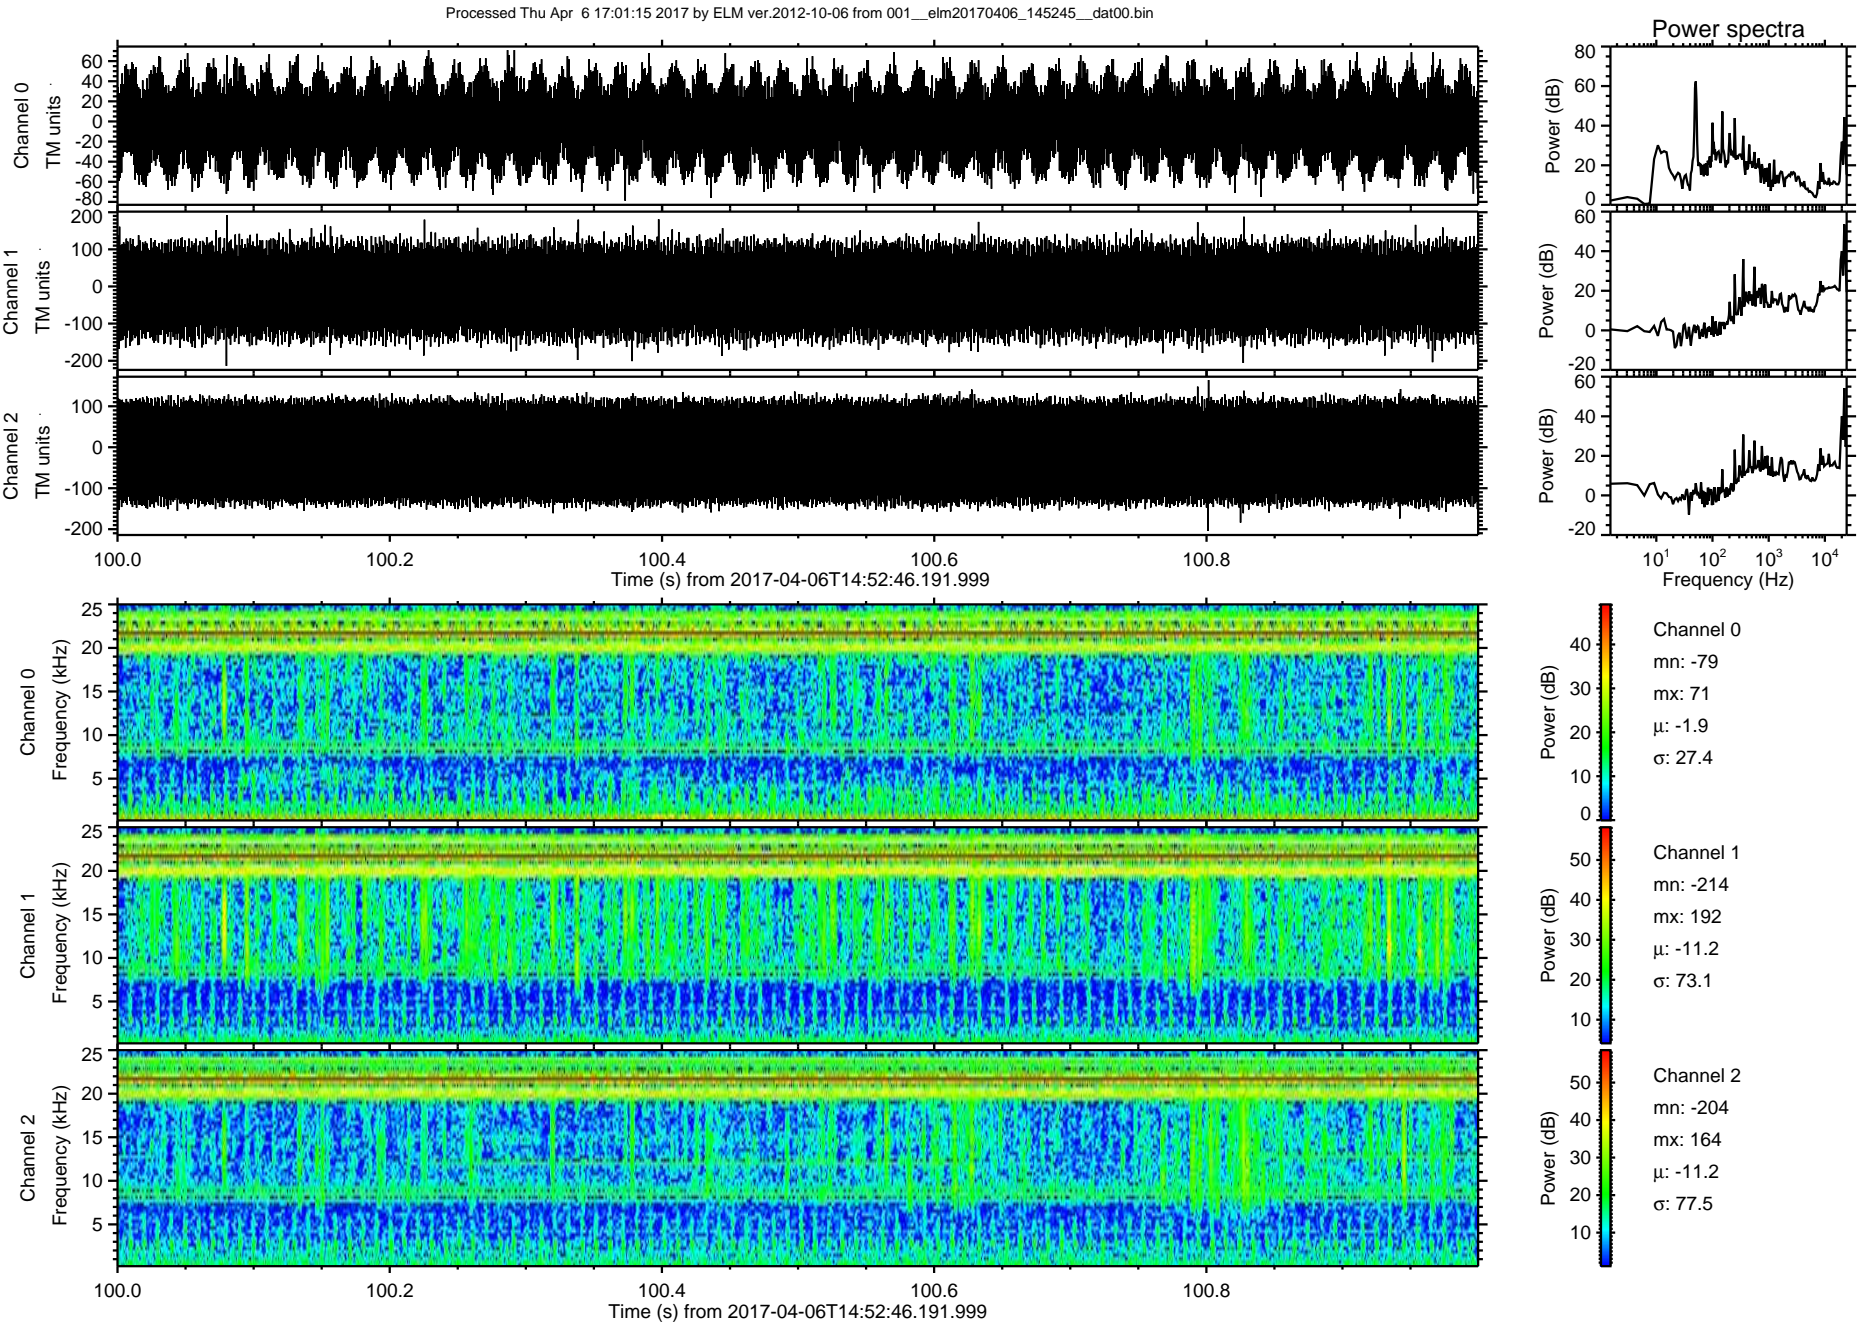 Processed Thu Apr  6 17:01:15 2017 by ELM ver.2012-10-06 from 001__elm20170406_145245__dat00.bin
Power spectra
Channel 0
TM units
60
40
20
0
-20
-40
-60
-80
Power (dB)
80
60
40
20
0
Channel 1
TM units
200
100
0
-100
-200
Power (dB)
60
40
20
0
-20
Channel 2
TM units
100
0
-100
-200
Power (dB)
60
40
20
0
-20
100.0 100.2 100.4 100.6 100.8
Time (s) from 2017-04-06T14:52:46.191.999
10^1 10^2 10^3 10^4
Frequency (Hz)
Channel 0
Frequency (kHz)
25
20
15
10
5
Power (dB)
40
30
20
10
0
Channel 0
mn: -79
mx: 71
μ: -1.9
σ: 27.4
Channel 1
Frequency (kHz)
25
20
15
10
5
Power (dB)
50
40
30
20
10
Channel 1
mn: -214
mx: 192
μ: -11.2
σ: 73.1
Channel 2
Frequency (kHz)
25
20
15
10
5
Power (dB)
50
40
30
20
10
Channel 2
mn: -204
mx: 164
μ: -11.2
σ: 77.5
100.0 100.2 100.4 100.6 100.8
Time (s) from 2017-04-06T14:52:46.191.999